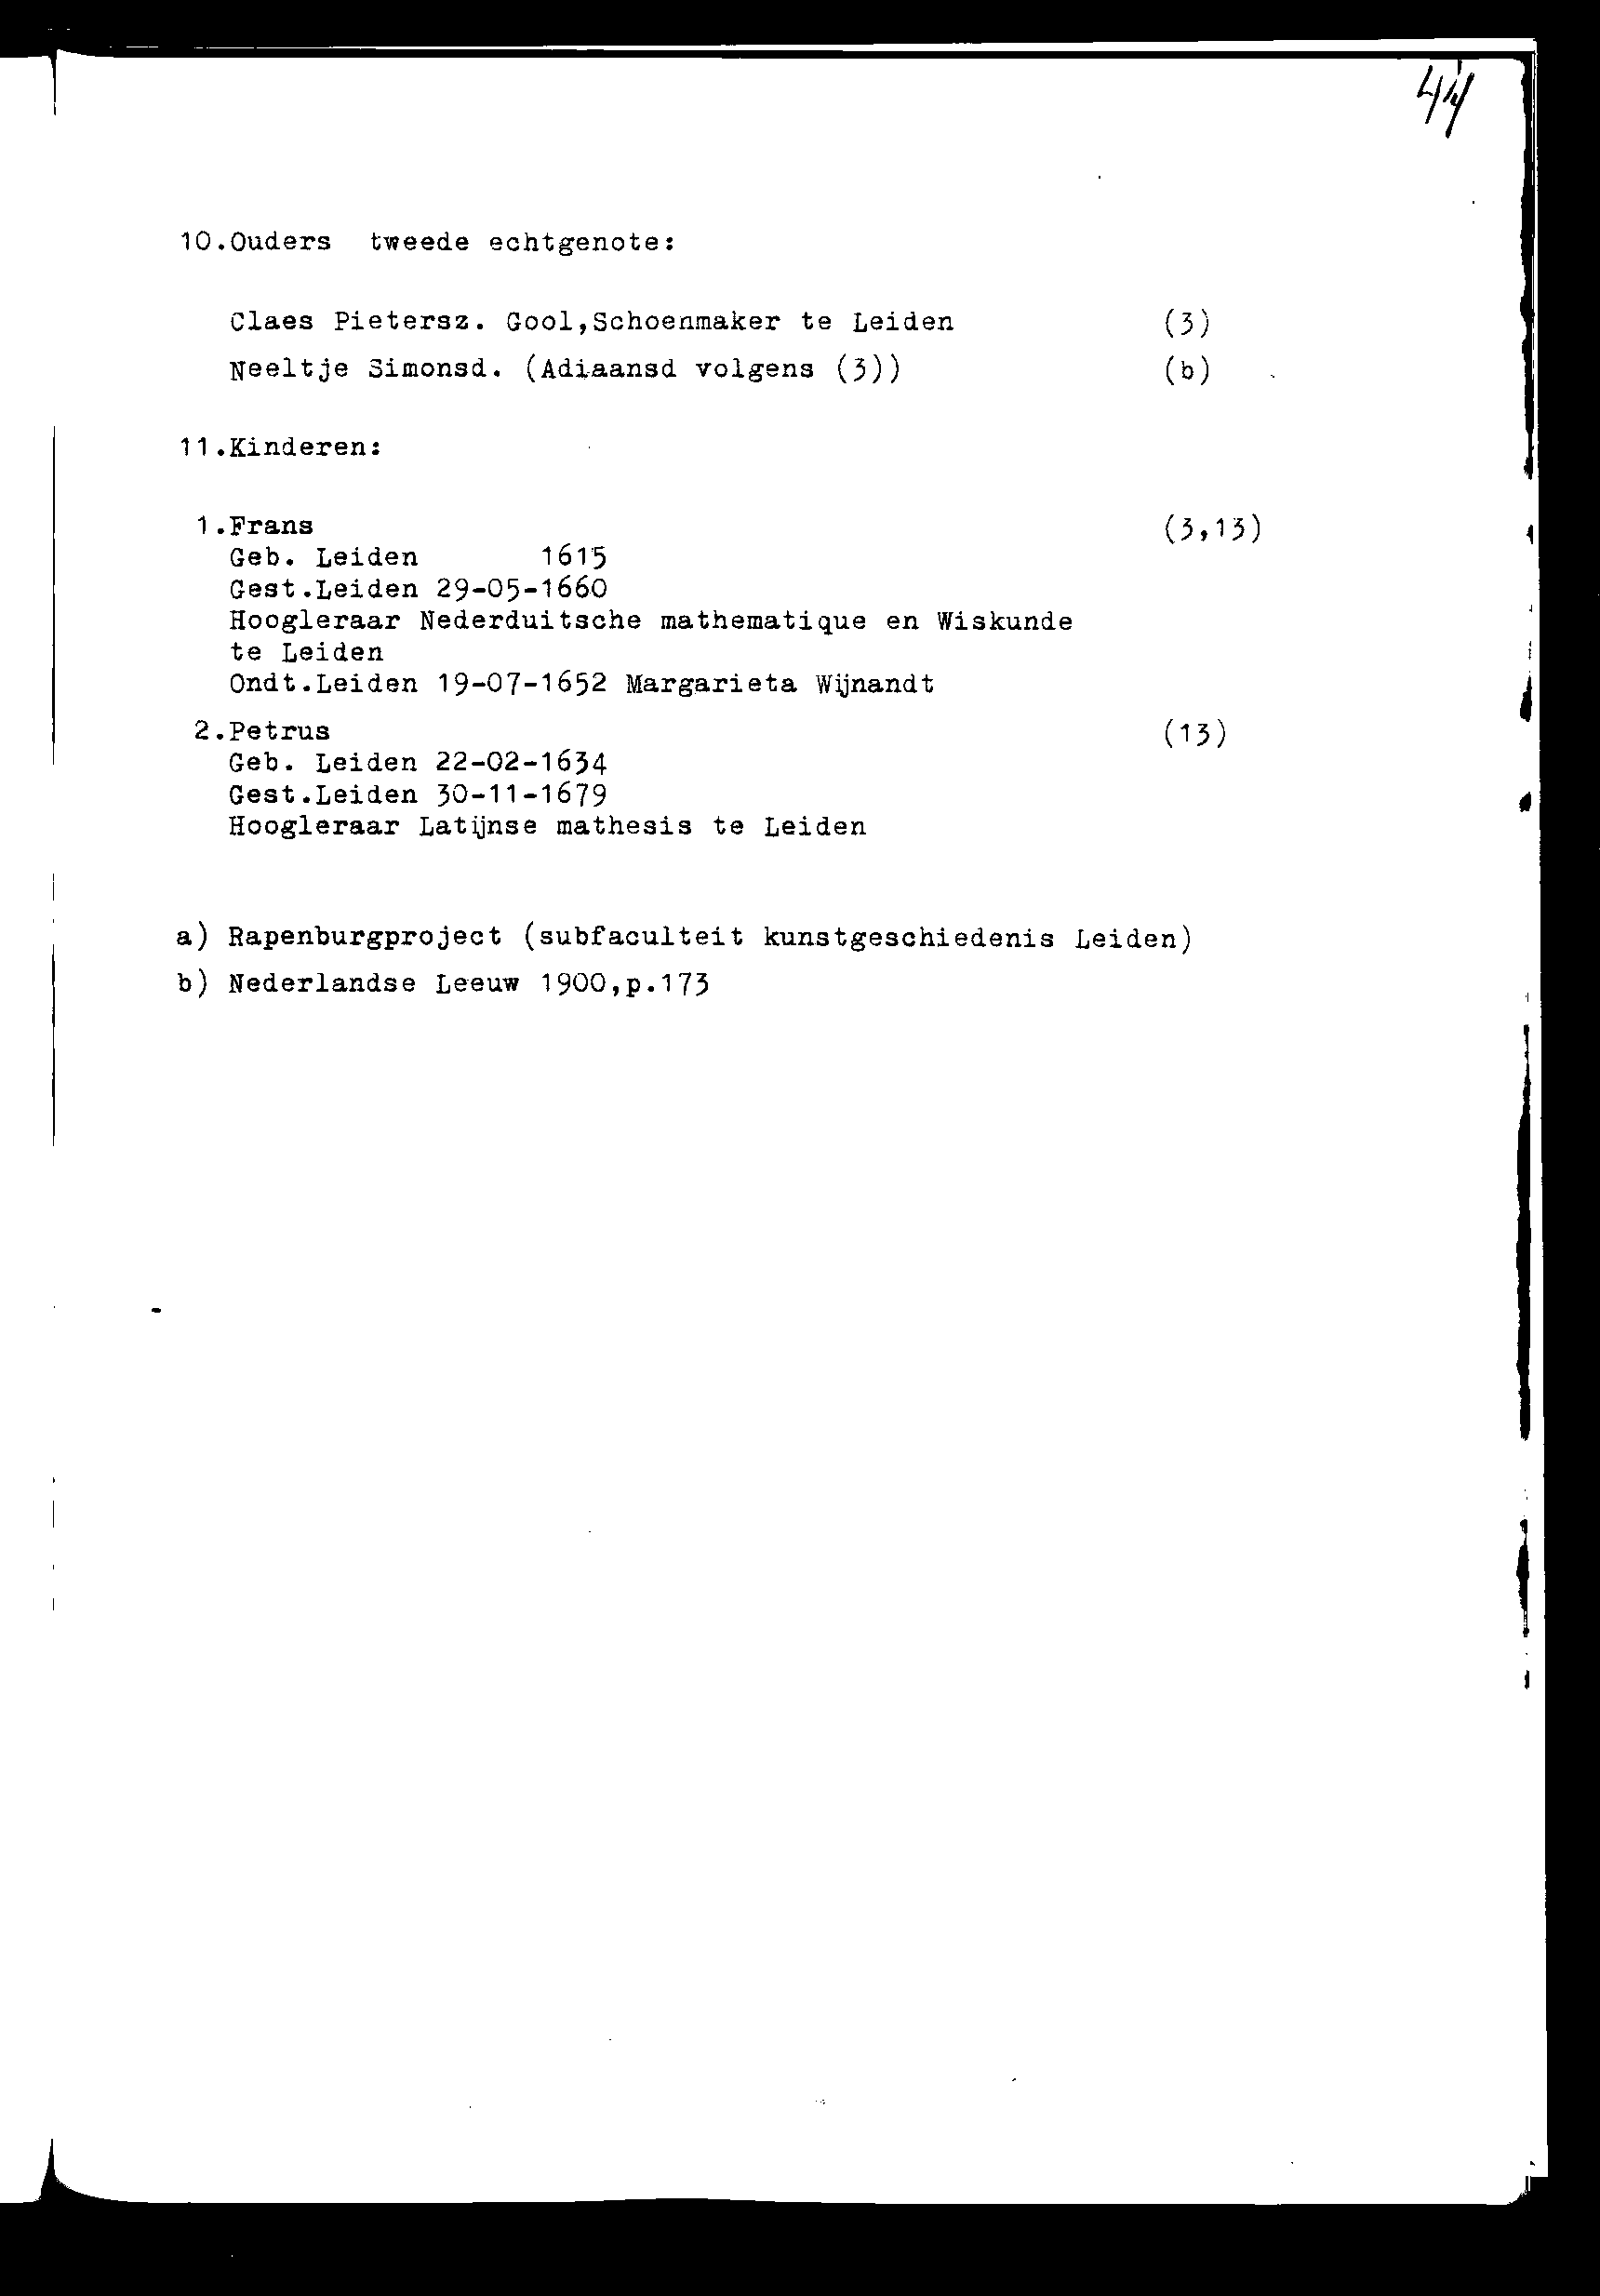 44
10.Ouders tweede echtgenote:
Claes Pietersz. Gool,Schoenmaker te Leiden (3)
Neeltje Simonsd. (Adiaansd volgens (3)) (b)
11.Kinderen:
1.Frans (3,13)
Geb. Leiden 1615
Gest.Leiden 29-05-1660
Hoogleraar Nederduitsche mathematique en Wiskunde
te Leiden
Ondt.Leiden 19-07-1652 Margarieta Wijnandt
2.Petrus (13)
Geb. Leiden 22-02-1634
Gest.Leiden 30-11-1679
Hoogleraar Latijnse mathesis te Leiden
a) Rapenburgproject (subfaculteit kunstgeschiedenis Leiden)
b) Nederlandse Leeuw 1900,p.173